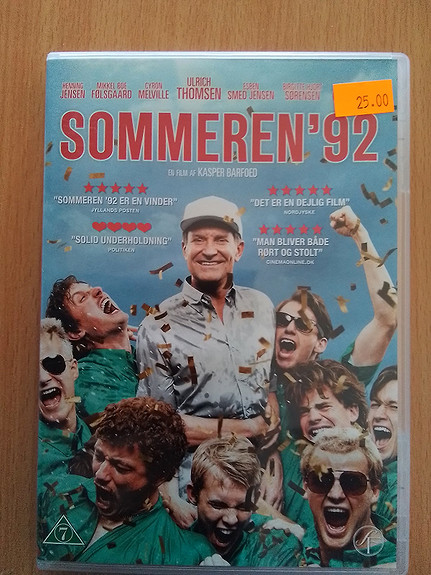 HENNING MIKKEL BOE CYRON ULRICH ESBEN BIRGITTE HJORT
JENSEN FØLSGAARD MELVILLE THOMSEN SMED JENSEN SØRENSEN
25.00
SOMMEREN '92
EN FILM AF KASPER BARFOED
★★★★★
"SOMMEREN '92 ER EN VINDER"
JYLLANDS POSTEN
♥♥♥♥
"SOLID UNDERHOLDNING"
POLITIKEN
★★★★★
"DET ER EN DEJLIG FILM"
NORDJYSKE
★★★★★
"MAN BLIVER BÅDE
RØRT OG STOLT"
CINEMAONLINE.DK
7
F